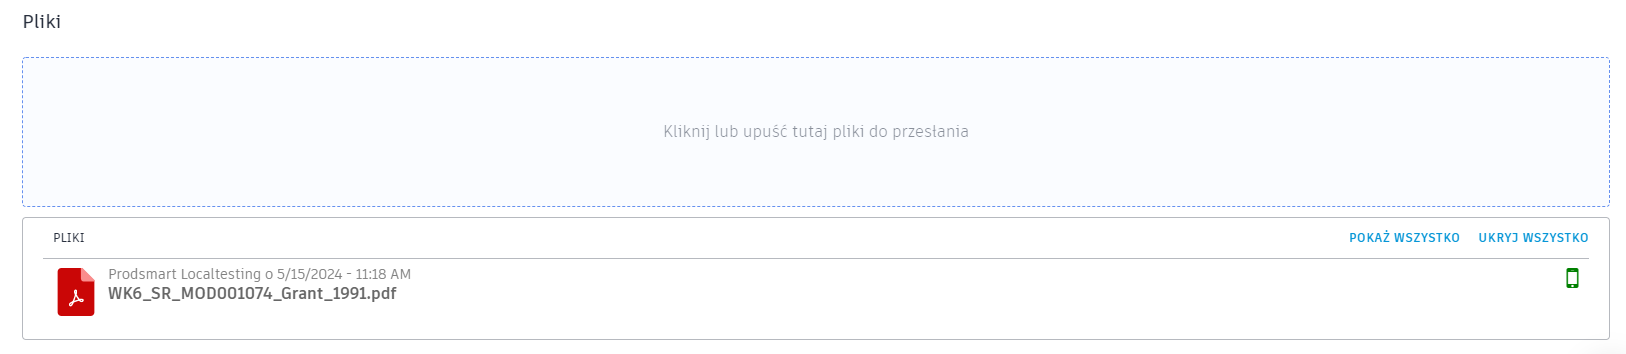 Pliki
Kliknij lub upuść tutaj pliki do przesłania
PLIKI
POKAŻ WSZYSTKO UKRYJ WSZYSTKO
Prodsmart Localtesting o 5/15/2024 - 11:18 AM
WK6_SR_MOD001074_Grant_1991.pdf